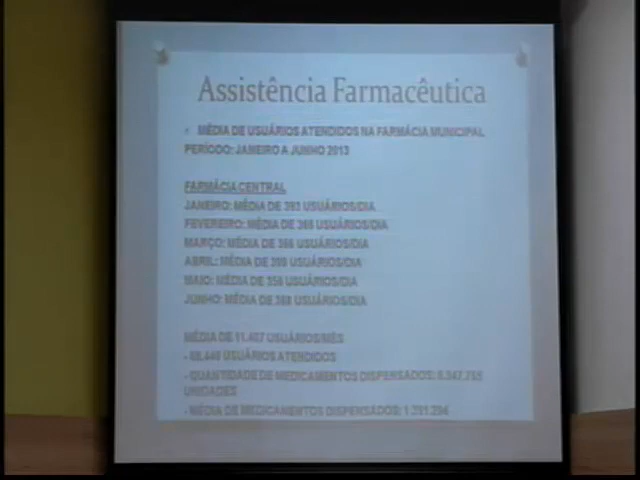 Assistência Farmacêutica
• MÉDIA DE USUÁRIOS ATENDIDOS NA FARMÁCIA MUNICIPAL
PERÍODO: JANEIRO A JUNHO 2013
FARMÁCIA CENTRAL
JANEIRO: MÉDIA DE 393 USUÁRIOS/DIA
FEVEREIRO: MÉDIA DE USUÁRIOS/DIA
MARÇO: MÉDIA DE USUÁRIOS/DIA
ABRIL: MÉDIA DE USUÁRIOS/DIA
MAIO: MÉDIA DE USUÁRIOS/DIA
JUNHO: MÉDIA DE USUÁRIOS/DIA
MÉDIA DE USUÁRIOS/MÊS
- USUÁRIOS ATENDIDOS
- QUANTIDADE DE MEDICAMENTOS DISPENSADOS:
UNIDADES
- MÉDIA DE MEDICAMENTOS DISPENSADOS: